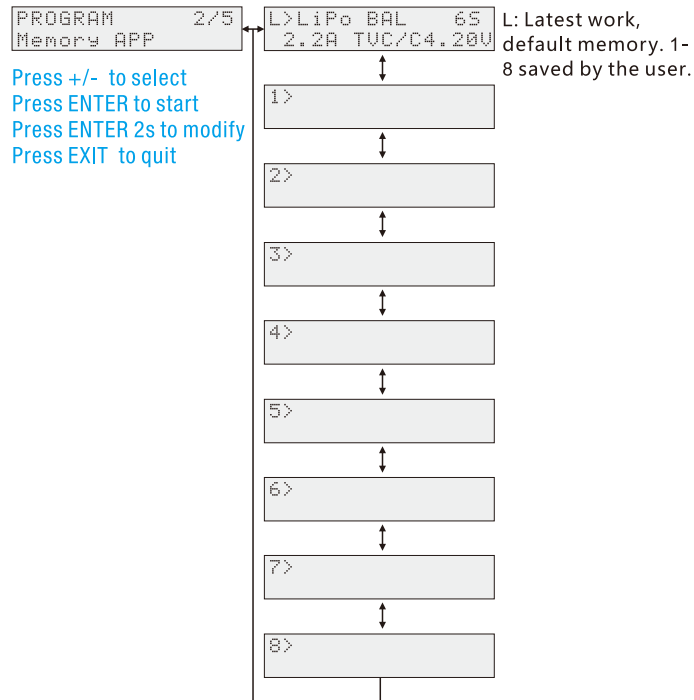 PROGRAM 2/5
Memory APP
Press +/- to select
Press ENTER to start
Press ENTER 2s to modify
Press EXIT to quit
L>LiPo BAL 6S
2.2A TVC/C4.20V
L: Latest work,
default memory. 1-
8 saved by the user.
1>
2>
3>
4>
5>
6>
7>
8>